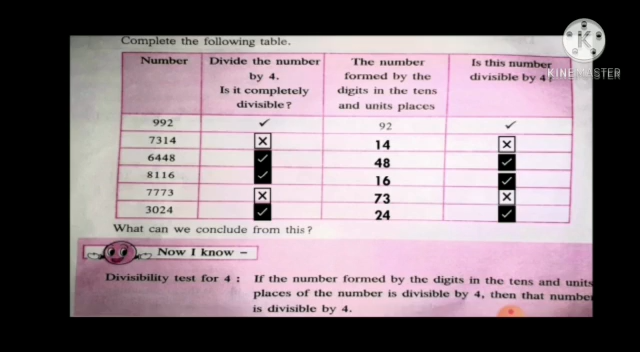 Complete the following table.
KINEMASTER
Number Divide the number by 4. Is it completely divisible? The number formed by the digits in the tens and units places Is this number divisible by 4?
992 ✓ 92 ✓
7314 ☒ 14 ☒
6448 ✓ 48 ✓
8116 ✓ 16 ✓
7773 ☒ 73 ☒
3024 ✓ 24 ✓
What can we conclude from this?
Now I know –
Divisibility test for 4 : If the number formed by the digits in the tens and units
places of the number is divisible by 4, then that number
is divisible by 4.